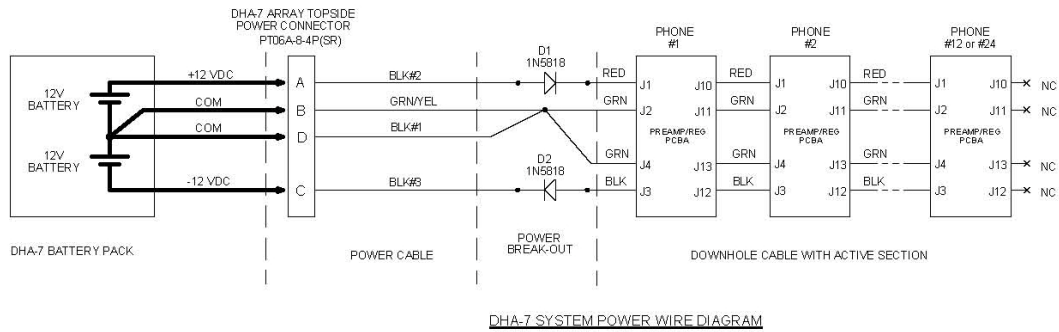 DHA-7 ARRAY TOPSIDE
POWER CONNECTOR
PT06A-8-4P(SR)
PHONE
#1
PHONE
#2
PHONE
#12 or #24
D1
1N5818
+12 VDC
A
BLK#2
RED
J1
J10
RED
J1
J10
RED
J1
J10
NC
12V
BATTERY
COM
B
GRN/YEL
GRN
J2
J11
GRN
J2
J11
GRN
J2
J11
NC
COM
D
BLK#1
PREAMP/REG
PCBA
PREAMP/REG
PCBA
PREAMP/REG
PCBA
12V
BATTERY
D2
1N5818
GRN
J4
J13
GRN
J4
J13
GRN
J4
J13
NC
-12 VDC
C
BLK#3
BLK
J3
J12
BLK
J3
J12
BLK
J3
J12
NC
DHA-7 BATTERY PACK
POWER CABLE
POWER
BREAK-OUT
DOWNHOLE CABLE WITH ACTIVE SECTION
DHA-7 SYSTEM POWER WIRE DIAGRAM